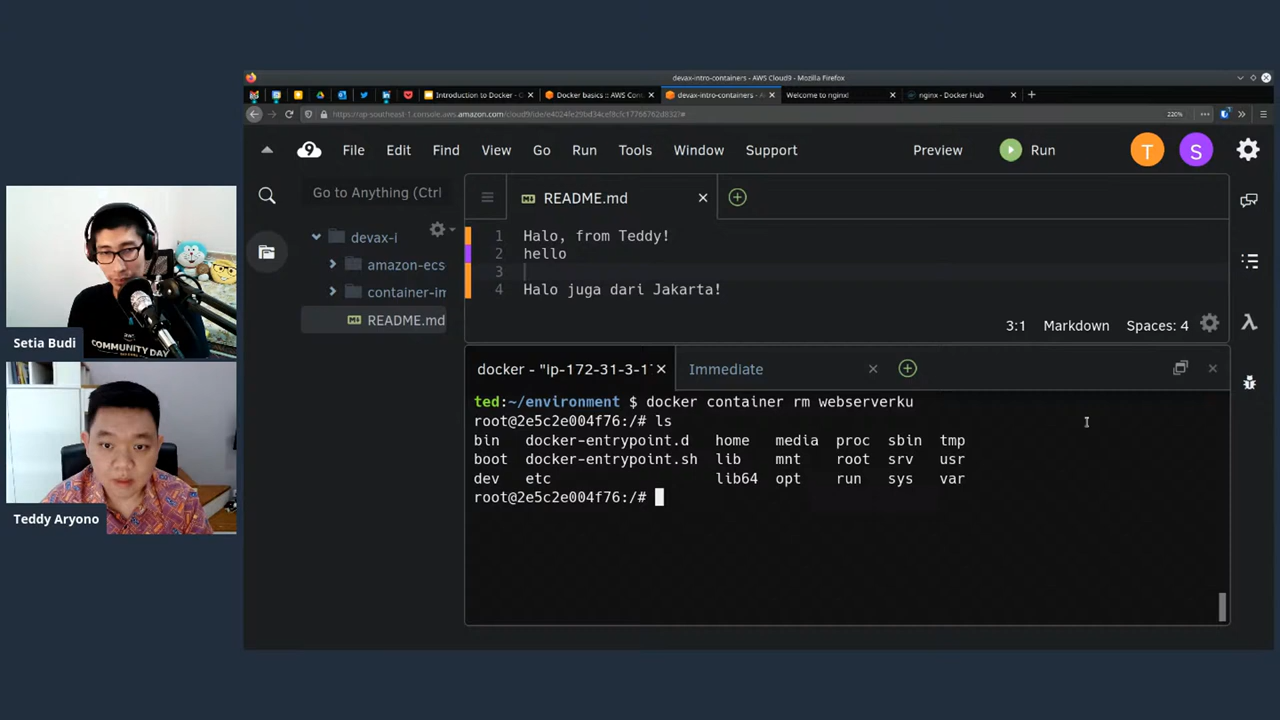 devax-intro-containers - AWS Cloud9 - Mozilla Firefox
Introduction to Docker - G
Docker basics :: AWS Con
devax-intro-containers - A
Welcome to nginx!
nginx - Docker Hub
220%
9 File Edit Find View Go Run Tools Window Support Preview Run T S
Go to Anything (Ctrl
devax-i
amazon-ecs
container-im
README.md
README.md
1 Halo, from Teddy!
2 hello
3
4 Halo juga dari Jakarta!
3:1 Markdown Spaces: 4
docker - "ip-172-31-3-1
Immediate
ted:~/environment $ docker container rm webserverku
root@2e5c2e004f76:/# ls
bin docker-entrypoint.d home media proc sbin tmp
boot docker-entrypoint.sh lib mnt root srv usr
dev etc lib64 opt run sys var
root@2e5c2e004f76:/#
aws
COMMUNITY DAY
Setia Budi
Teddy Aryono